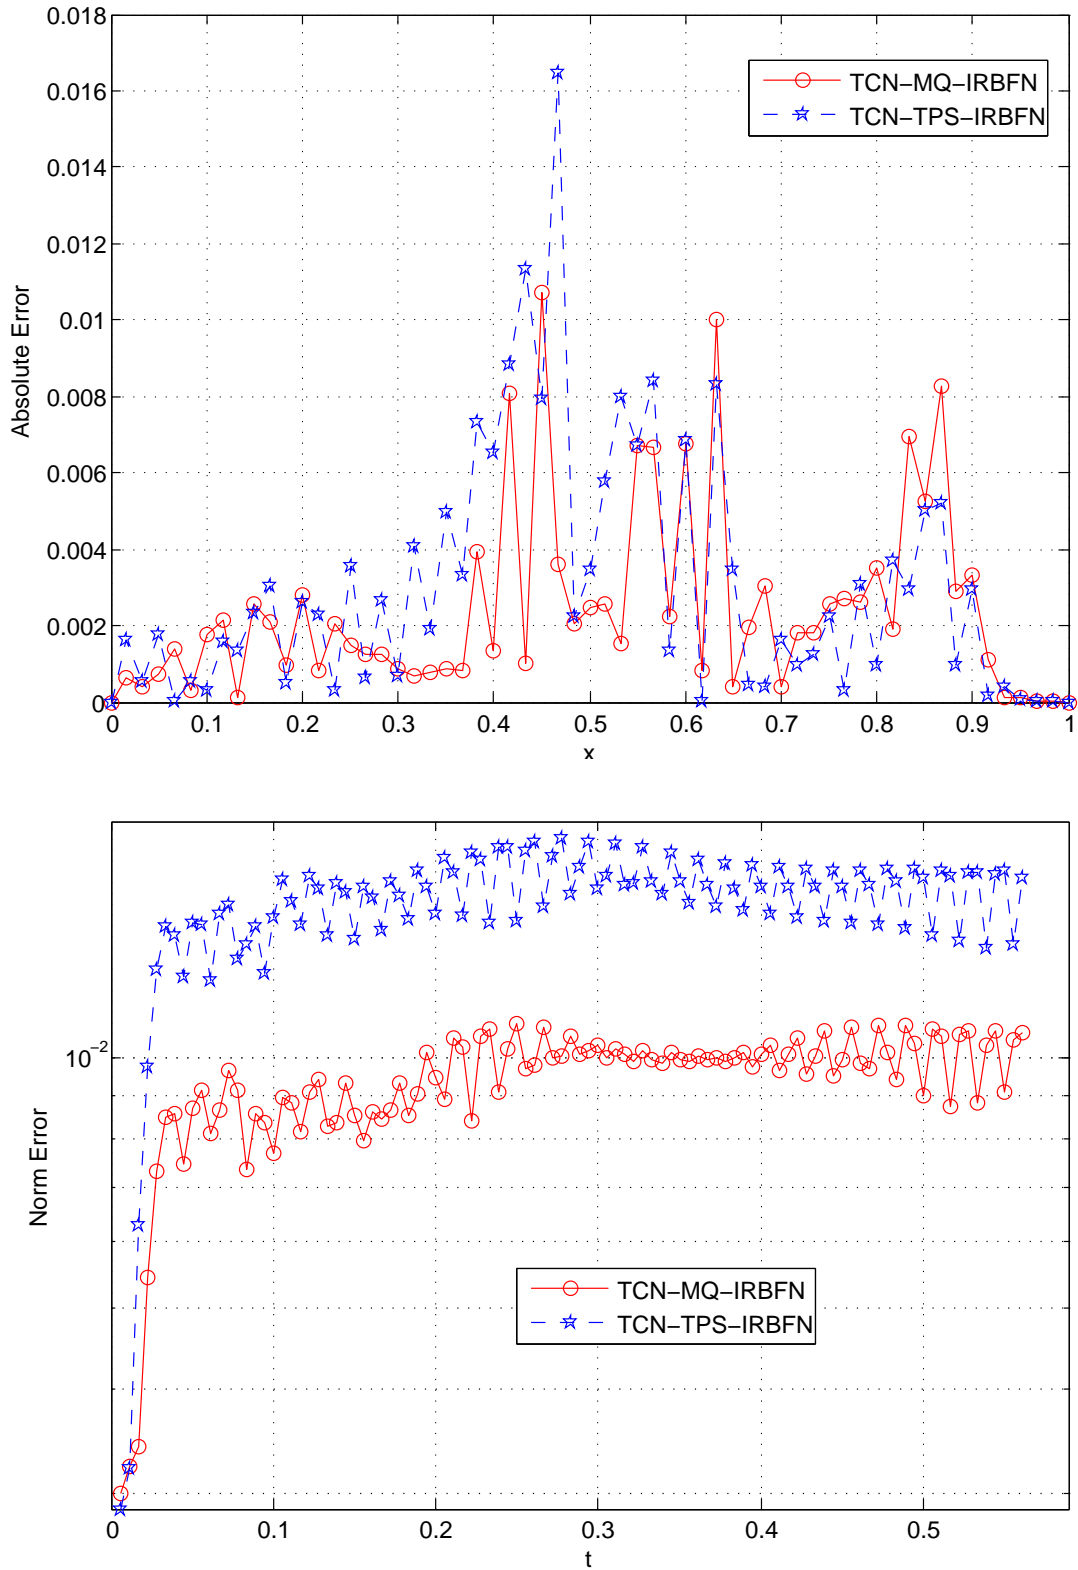 0.018
0.016
0.014
0.012
0.01
0.008
0.006
0.004
0.002
0
Absolute Error
TCN−MQ−IRBFN
TCN−TPS−IRBFN
0 0.1 0.2 0.3 0.4 0.5 0.6 0.7 0.8 0.9 1
x
10−2
Norm Error
TCN−MQ−IRBFN
TCN−TPS−IRBFN
0 0.1 0.2 0.3 0.4 0.5
t